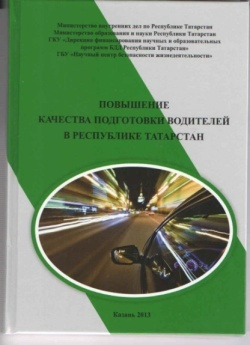 Министерство внутренних дел по Республике Татарстан
Министерство образования и науки Республики Татарстан
ГКУ «Дирекция финансирования научных и образовательных
программ БДД Республики Татарстан»
ГБУ «Научный центр безопасности жизнедеятельности»
ПОВЫШЕНИЕ
КАЧЕСТВА ПОДГОТОВКИ ВОДИТЕЛЕЙ
В РЕСПУБЛИКЕ ТАТАРСТАН
Казань 2013